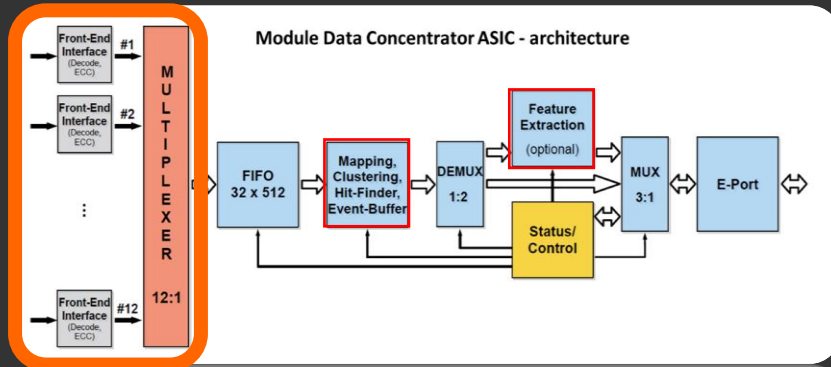 Module Data Concentrator ASIC - architecture
Front-End
Interface
(Decode,
ECC)
#1
Front-End
Interface
(Decode,
ECC)
#2
...
Front-End
Interface
(Decode,
ECC)
#12
M
U
L
T
I
P
L
E
X
E
R
12:1
FIFO
32 x 512
Mapping,
Clustering,
Hit-Finder,
Event-Buffer
DEMUX
1:2
Feature
Extraction
(optional)
Status/
Control
MUX
3:1
E-Port